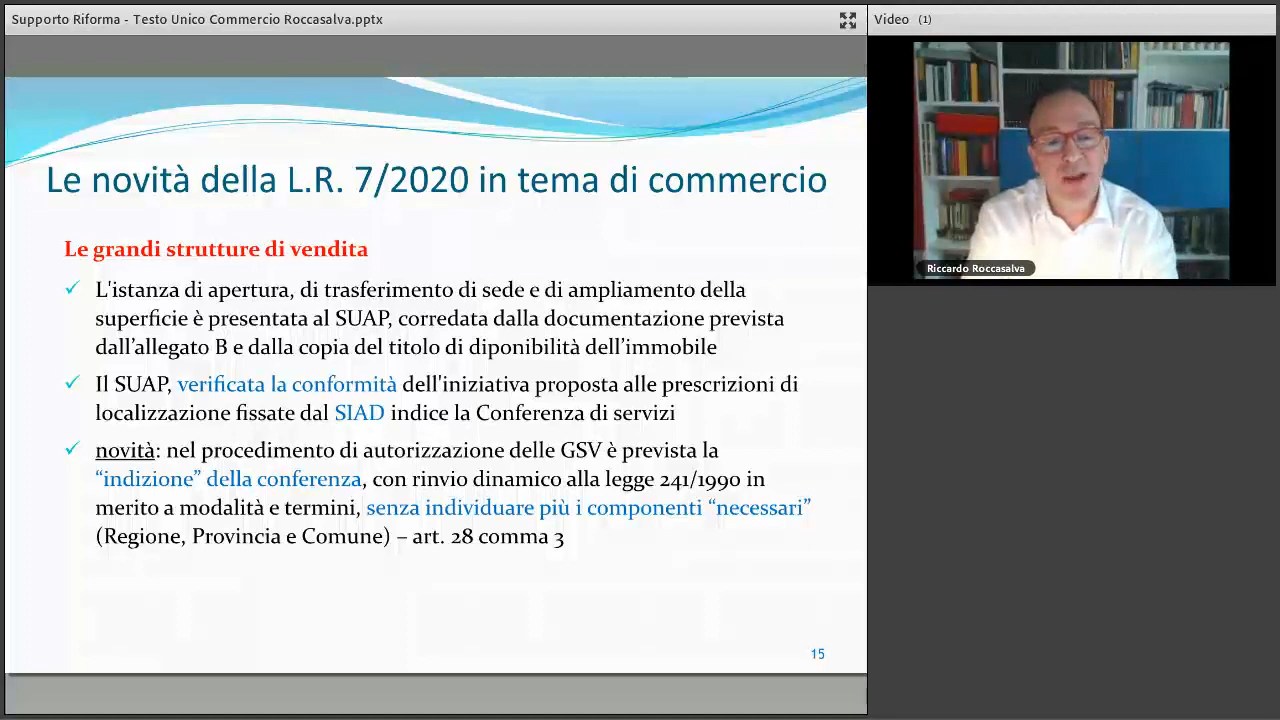 Supporto Riforma - Testo Unico Commercio Roccasalva.pptx
Video (1)
Le novità della L.R. 7/2020 in tema di commercio
Le grandi strutture di vendita
L'istanza di apertura, di trasferimento di sede e di ampliamento della
superficie è presentata al SUAP, corredata dalla documentazione prevista
dall’allegato B e dalla copia del titolo di diponibilità dell’immobile
Il SUAP, verificata la conformità dell'iniziativa proposta alle prescrizioni di
localizzazione fissate dal SIAD indice la Conferenza di servizi
novità: nel procedimento di autorizzazione delle GSV è prevista la
“indizione” della conferenza, con rinvio dinamico alla legge 241/1990 in
merito a modalità e termini, senza individuare più i componenti “necessari”
(Regione, Provincia e Comune) – art. 28 comma 3
15
Riccardo Roccasalva